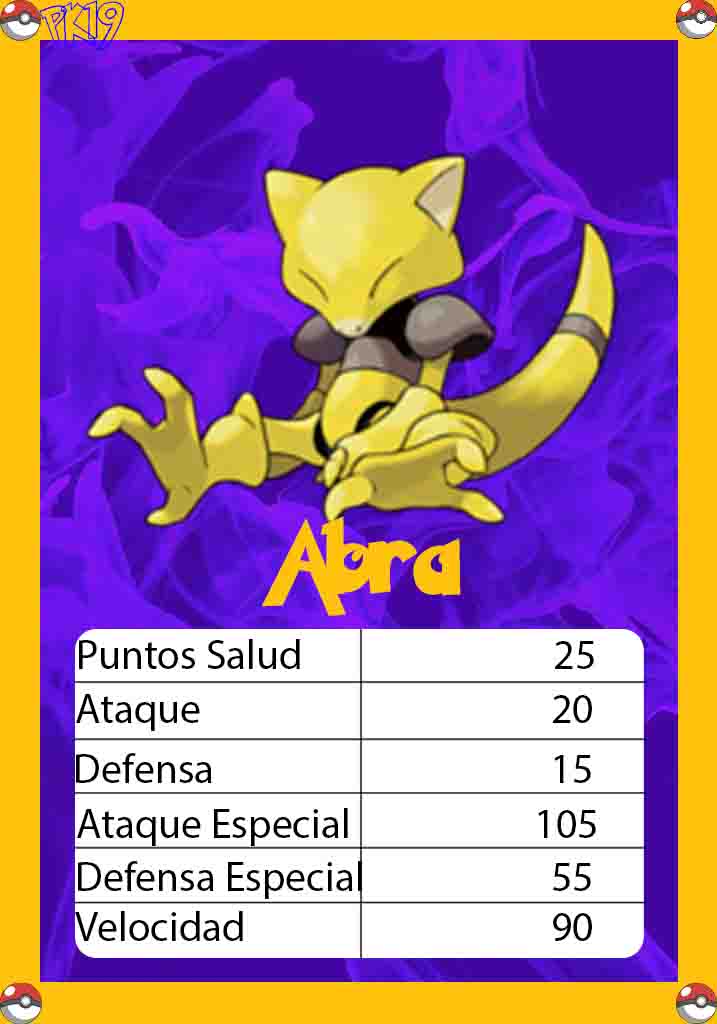 PK19
Abra
Puntos Salud 25
Ataque 20
Defensa 15
Ataque Especial 105
Defensa Especial 55
Velocidad 90